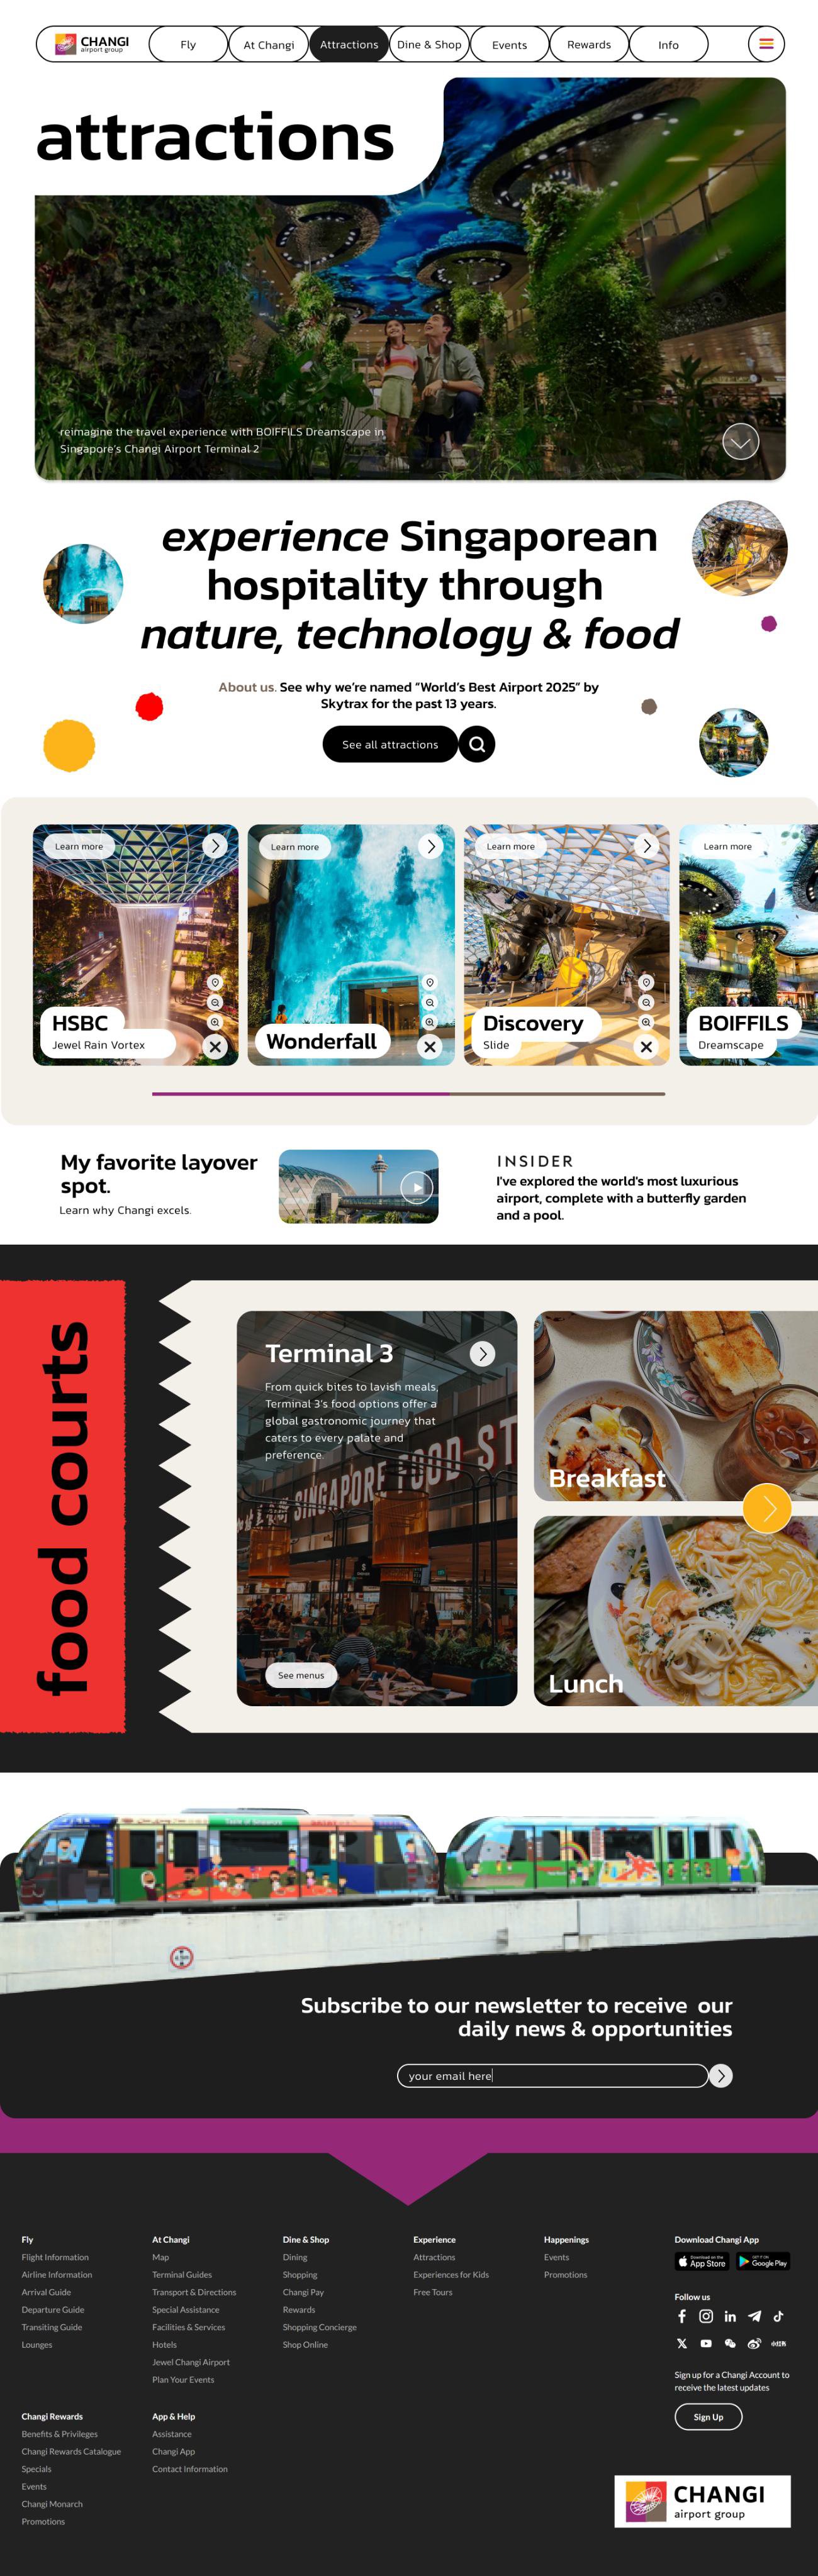 CHANGI
airport group
Fly
At Changi
Attractions
Dine & Shop
Events
Rewards
Info
attractions
reimagine the travel experience with BOIFFILS Dreamscape in
Singapore's Changi Airport Terminal 2
experience Singaporean
hospitality through
nature, technology & food
About us. See why we're named "World's Best Airport 2025" by
Skytrax for the past 13 years.
See all attractions
Learn more
HSBC
Jewel Rain Vortex
Learn more
Wonderfall
Learn more
Discovery
Slide
Learn more
BOIFFILS
Dreamscape
My favorite layover
spot.
Learn why Changi excels.
INSIDER
I've explored the world's most luxurious
airport, complete with a butterfly garden
and a pool.
food courts
Terminal 3
From quick bites to lavish meals,
Terminal 3's food options offer a
global gastronomic journey that
caters to every palate and
preference.
SINGAPORE FOOD ST
See menus
Breakfast
Lunch
Subscribe to our newsletter to receive our
daily news & opportunities
your email here
Fly
Flight Information
Airline Information
Arrival Guide
Departure Guide
Transiting Guide
Lounges
At Changi
Map
Terminal Guides
Transport & Directions
Special Assistance
Facilities & Services
Hotels
Jewel Changi Airport
Plan Your Events
Dine & Shop
Dining
Shopping
Changi Pay
Rewards
Shopping Concierge
Shop Online
Experience
Attractions
Experiences for Kids
Free Tours
Happenings
Events
Promotions
Download Changi App
Download on the
App Store
GET IT ON
Google Play
Follow us
小红书
Sign up for a Changi Account to
receive the latest updates
Sign Up
Changi Rewards
Benefits & Privileges
Changi Rewards Catalogue
Specials
Events
Changi Monarch
Promotions
App & Help
Assistance
Changi App
Contact Information
CHANGI
airport group